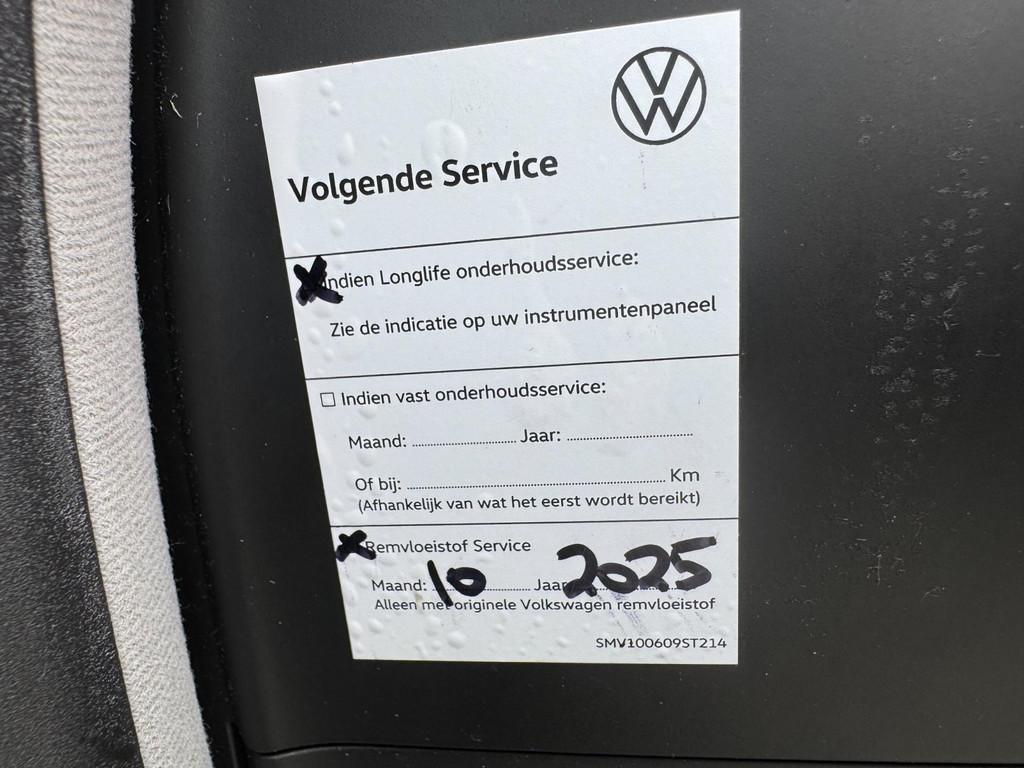 Volgende Service
Indien Longlife onderhoudsservice:
Zie de indicatie op uw instrumentenpaneel
Indien vast onderhoudsservice:
Maand: Jaar:
Of bij: Km
(Afhankelijk van wat het eerst wordt bereikt)
Remvloeistof Service
Maand: 10 Jaar 2025
Alleen met originele Volkswagen remvloeistof
SMV100609ST214